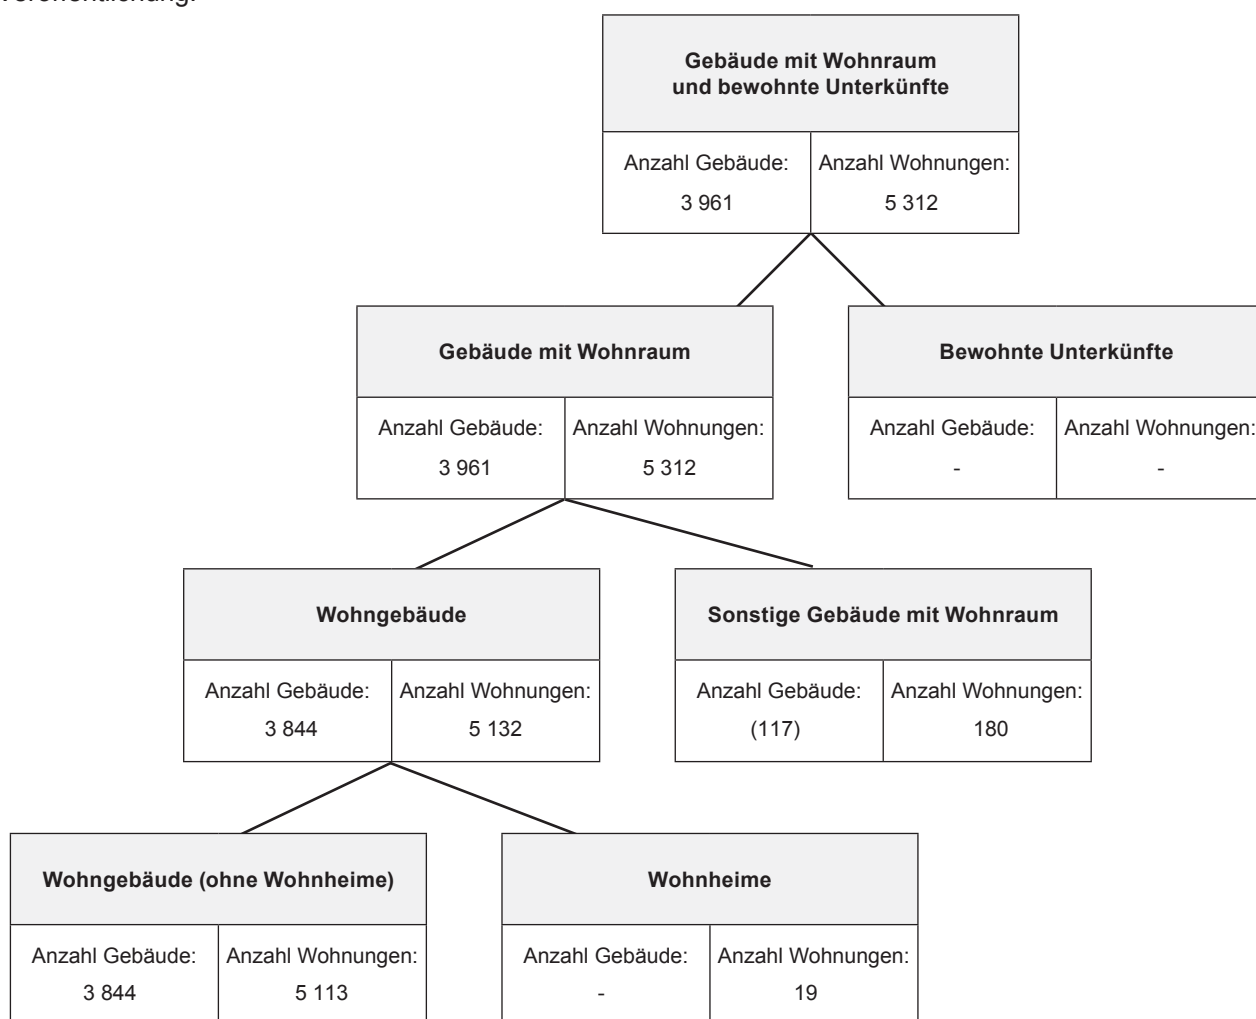 Veröffentlichung.
Gebäude mit Wohnraum
und bewohnte Unterkünfte
Anzahl Gebäude:
3 961
Anzahl Wohnungen:
5 312
Gebäude mit Wohnraum
Anzahl Gebäude:
3 961
Anzahl Wohnungen:
5 312
Bewohnte Unterkünfte
Anzahl Gebäude:
-
Anzahl Wohnungen:
-
Wohngebäude
Anzahl Gebäude:
3 844
Anzahl Wohnungen:
5 132
Sonstige Gebäude mit Wohnraum
Anzahl Gebäude:
(117)
Anzahl Wohnungen:
180
Wohngebäude (ohne Wohnheime)
Anzahl Gebäude:
3 844
Anzahl Wohnungen:
5 113
Wohnheime
Anzahl Gebäude:
-
Anzahl Wohnungen:
19